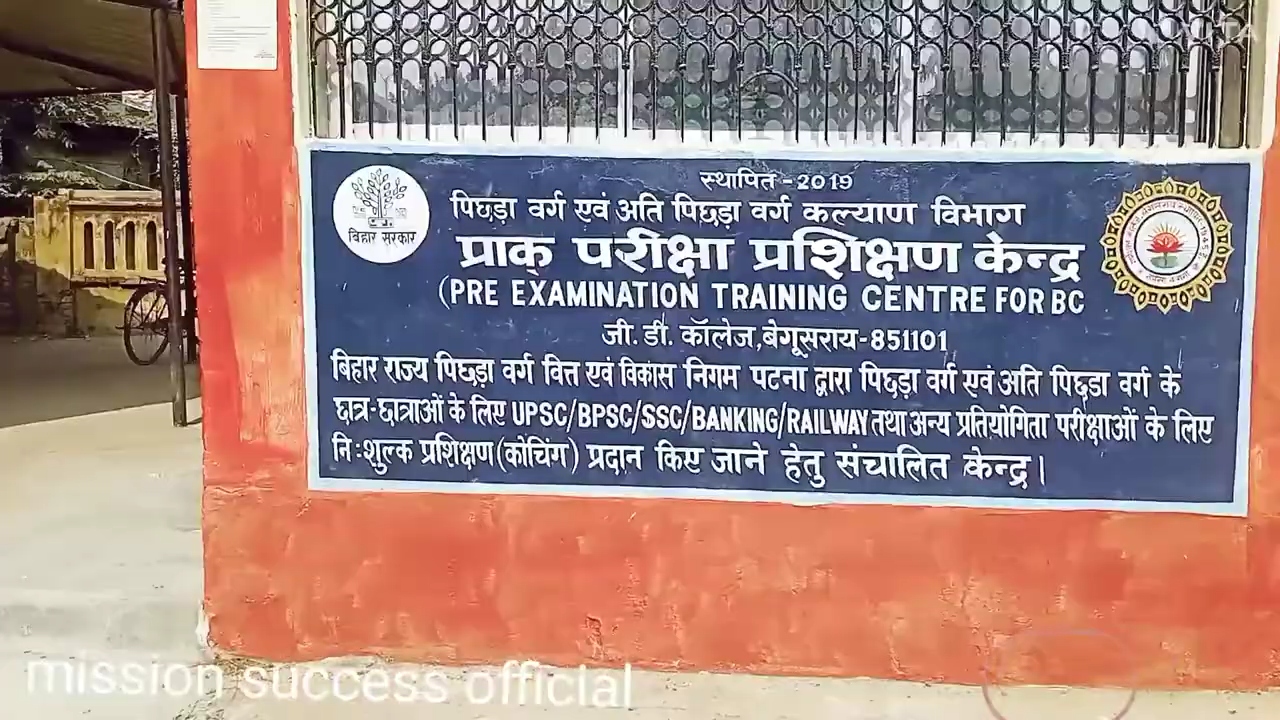 स्थापित-2019
पिछड़ा वर्ग एवं अति पिछड़ा वर्ग कल्याण विभाग
बिहार सरकार
प्राक् परीक्षा प्रशिक्षण केन्द्र
(PRE EXAMINATION TRAINING CENTRE FOR BC
जी. डी. कॉलेज,बेगूसराय-851101
बिहार राज्य पिछड़ा वर्ग वित्त एवं विकास निगम पटना द्वारा पिछड़ा वर्ग एवं अति पिछड़ा वर्ग के
छात्र-छात्राओं के लिए UPSC/BPSC/SSC/BANKING/RAILWAY तथा अन्य प्रतियोगिता परीक्षाओं के लिए
नि:शुल्क प्रशिक्षण(कोचिंग) प्रदान किए जाने हेतु संचालित केन्द्र।
mission success official